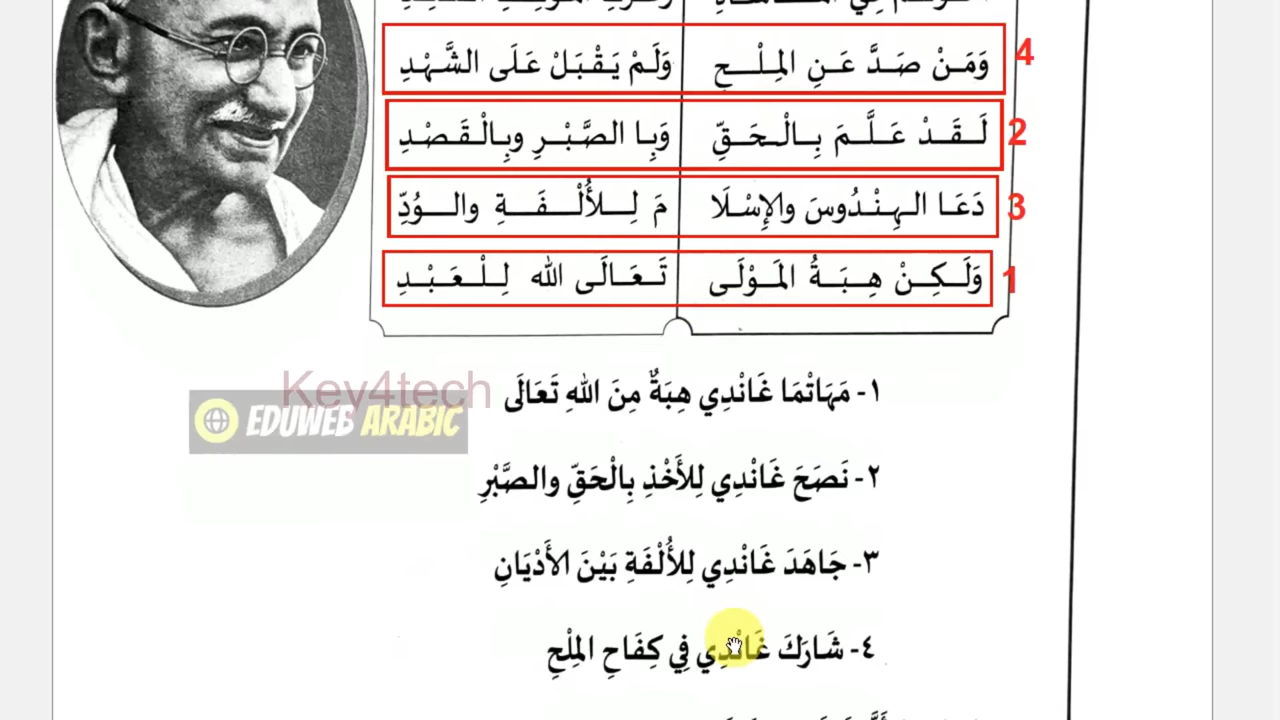 وَمَنْ صَدَّ عَنِ المِلْحِ وَلَمْ يَقْبَلْ عَلَى الشَّهْدِ 4
لَقَدْ عَلَّمَ بِالْحَقِّ وَبِا الصَّبْرِ وبِالْقَصْدِ 2
دَعَا الهِنْدُوسَ والإِسْلَا مَ لِلأُلْفَةِ والوُدِّ 3
وَلَكِنْ هِبَةُ المَوْلَى تَعَالَى الله لِلْعَبْدِ 1
١- مَهَاتْمَا غَانْدِي هِبَةٌ مِنَ اللهِ تَعَالَى
Key4tech
EDUWEB ARABIC
٢- نَصَحَ غَانْدِي لِلأَخْذِ بِالْحَقِّ والصَّبْرِ
٣- جَاهَدَ غَانْدِي لِلأُلْفَةِ بَيْنَ الأَدْيَانِ
٤- شَارَكَ غَانْدِي فِي كِفَاحِ المِلْحِ